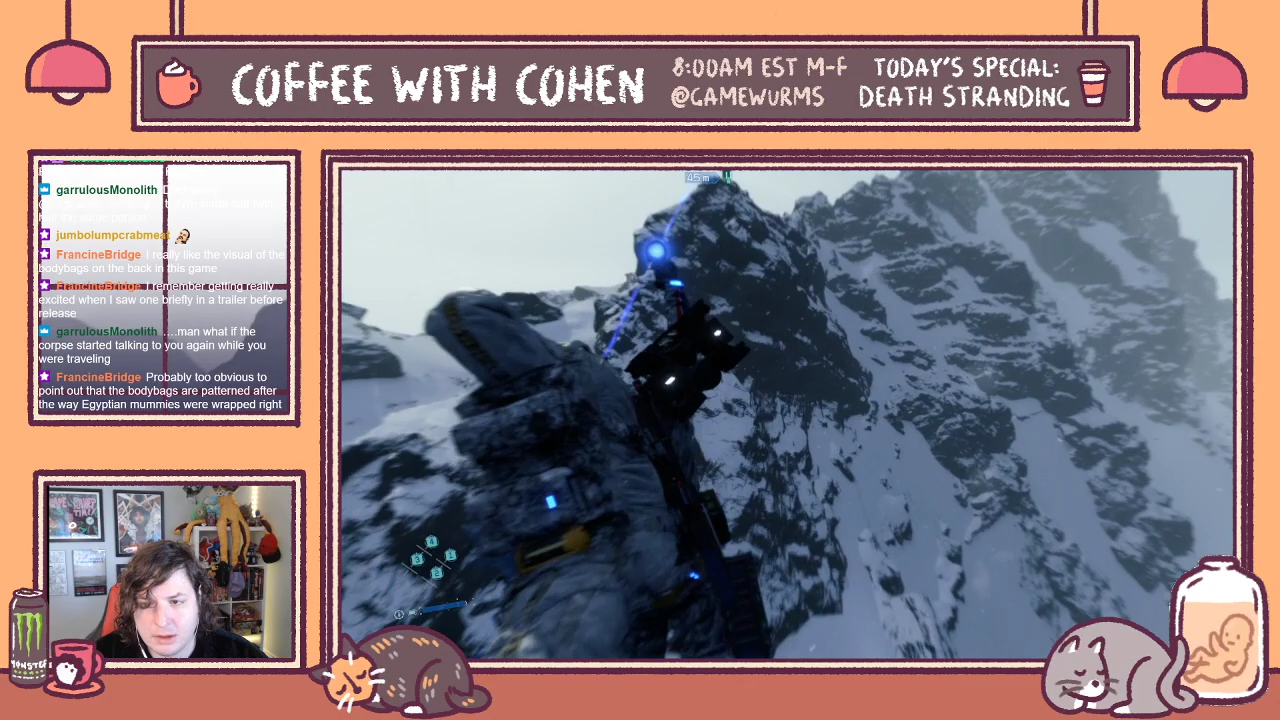 COFFEE WITH COHEN
8:00AM EST M-F
@GAMEWURMS
TODAY'S SPECIAL:
DEATH STRANDING
garrulousMonolith
jumbolumpcrabmeat
FrancineBridge I really like the visual of the
bodybags on the back in this game
FrancineBridge I remember getting really
excited when I saw one briefly in a trailer before
release
garrulousMonolith ....man what if the
corpse started talking to you again while you
were traveling
FrancineBridge Probably too obvious to
point out that the bodybags are patterned after
the way Egyptian mummies were wrapped right
45 m
4
3 1
2
MONSTER